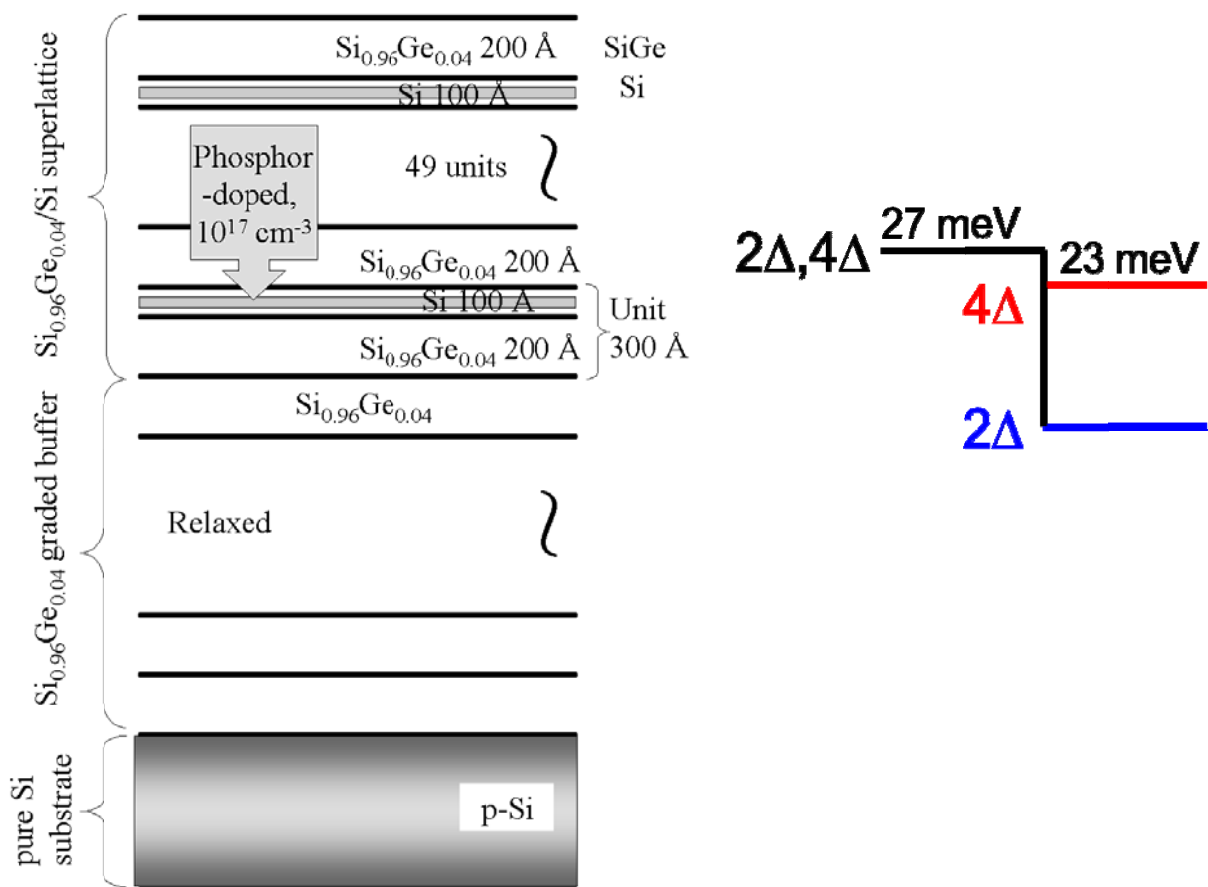 Si0.96Ge0.04/Si superlattice
Si0.96Ge0.04 200 Å
SiGe
Si 100 Å
Si
Phosphor
-doped,
10^17 cm^-3
49 units
Si0.96Ge0.04 200 Å
Si 100 Å
Unit
300 Å
Si0.96Ge0.04 200 Å
Si0.96Ge0.04 graded buffer
Si0.96Ge0.04
Relaxed
pure Si
substrate
p-Si
2Δ,4Δ
27 meV
23 meV
4Δ
2Δ